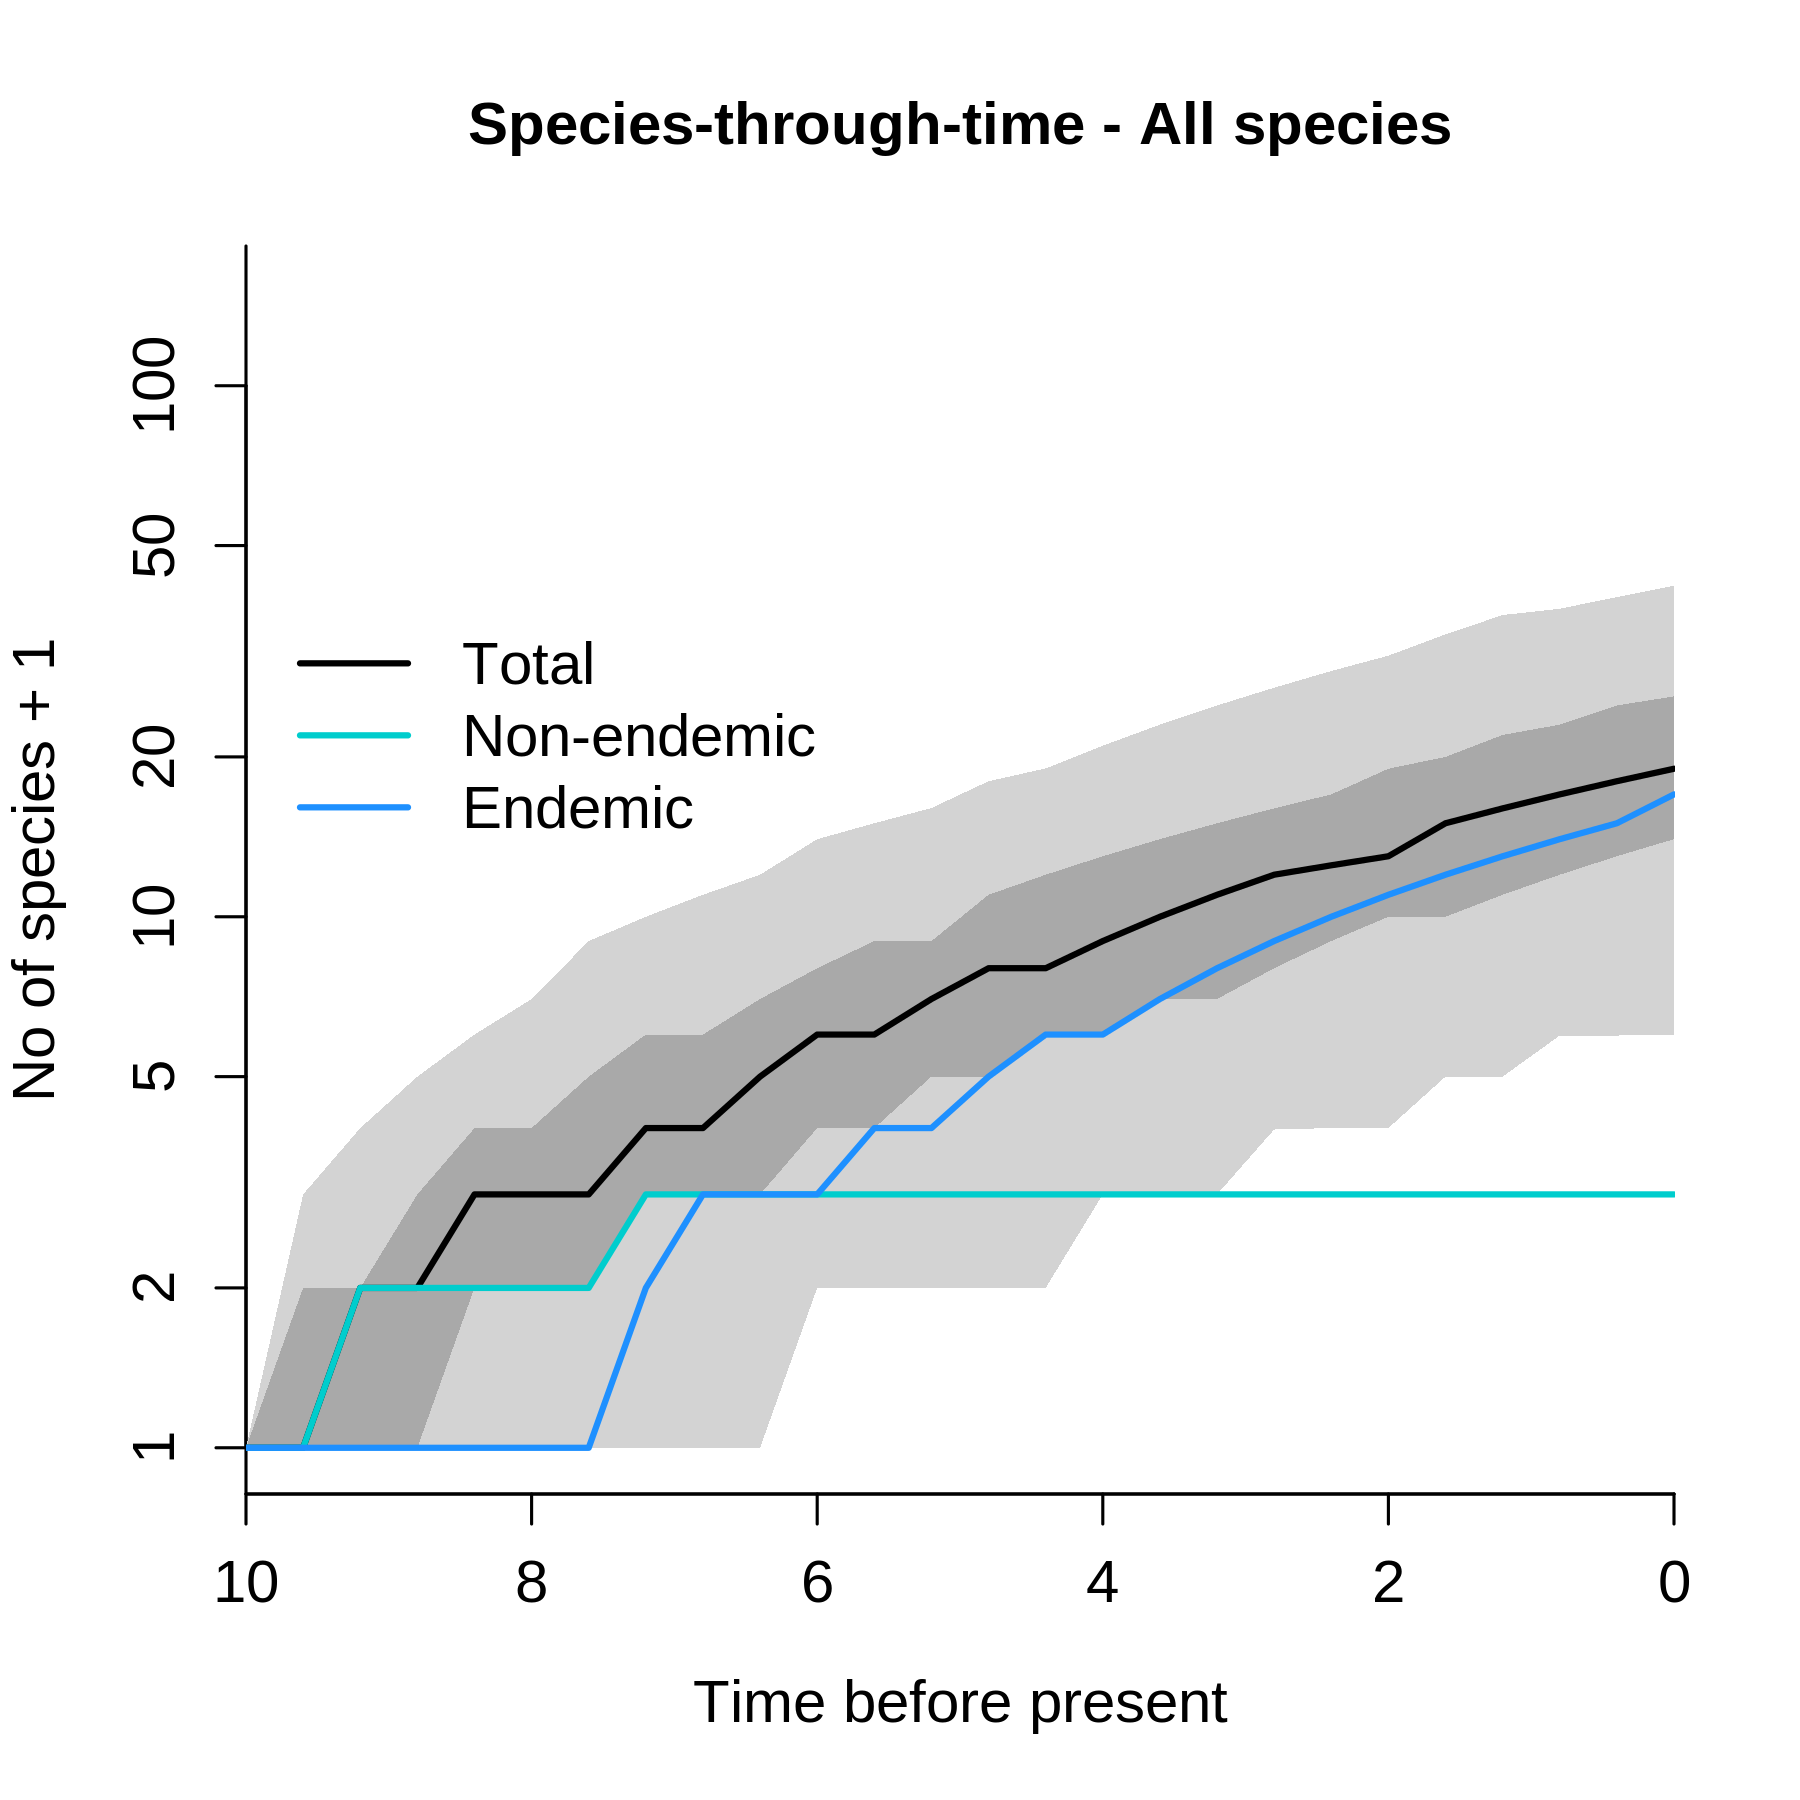 Species-through-time - All species
No of species + 1
100
50
20
10
5
2
1
Total
Non-endemic
Endemic
10 8 6 4 2 0
Time before present